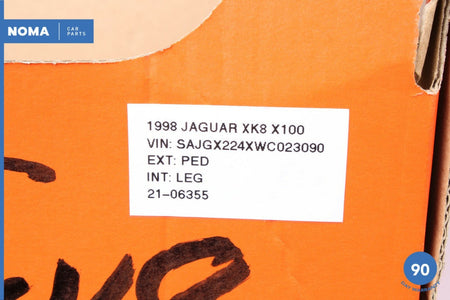 NOMA
CAR
PARTS
1998 JAGUAR XK8 X100
VIN: SAJGX224XWC023090
EXT: PED
INT: LEG
21-06355
90